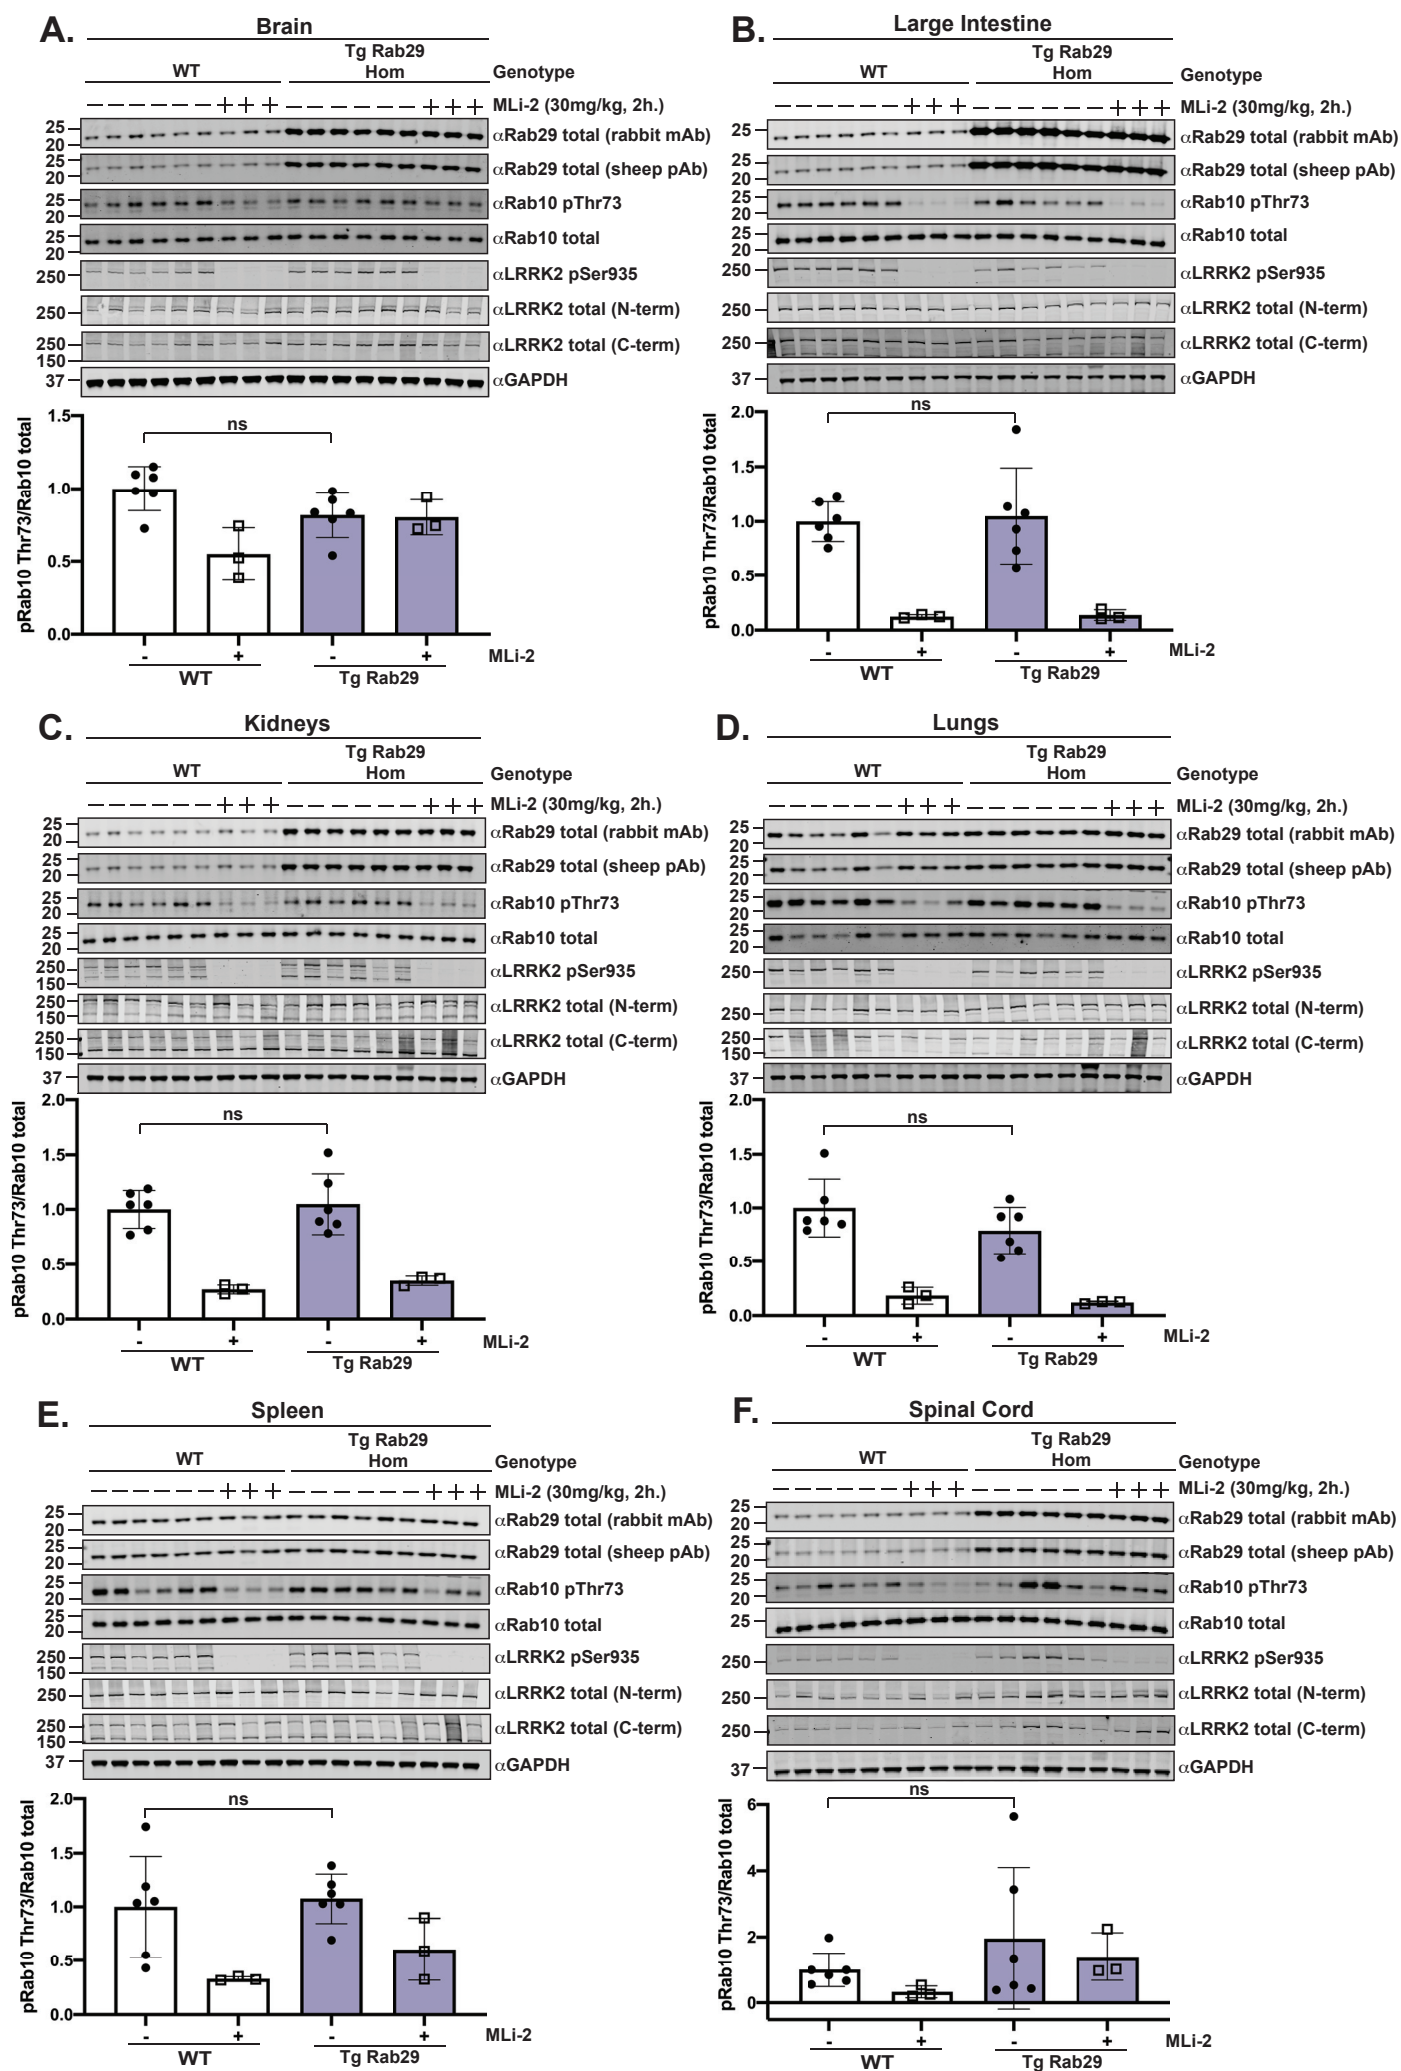 A.
Brain
Tg Rab29
WT
Hom
Genotype
— — — — — — + + + — — — — — — + + +
MLi-2 (30mg/kg, 2h.)
25
20
αRab29 total (rabbit mAb)
25
20
αRab29 total (sheep pAb)
25
20
αRab10 pThr73
25
20
αRab10 total
250
αLRRK2 pSer935
250
αLRRK2 total (N-term)
250
150
αLRRK2 total (C-term)
37
αGAPDH
pRab10 Thr73/Rab10 total
1.5
1.0
0.5
0.0
ns
- + - +
MLi-2
WT
Tg Rab29
B.
Large Intestine
Tg Rab29
WT
Hom
Genotype
— — — — — — + + + — — — — — — + + +
MLi-2 (30mg/kg, 2h.)
25
20
αRab29 total (rabbit mAb)
25
20
αRab29 total (sheep pAb)
25
20
αRab10 pThr73
25
20
αRab10 total
250
αLRRK2 pSer935
250
αLRRK2 total (N-term)
250
αLRRK2 total (C-term)
37
αGAPDH
pRab10 Thr73/Rab10 total
2.0
1.5
1.0
0.5
0.0
ns
- + - +
MLi-2
WT
Tg Rab29
C.
Kidneys
Tg Rab29
WT
Hom
Genotype
— — — — — — + + + — — — — — — + + +
MLi-2 (30mg/kg, 2h.)
25
20
αRab29 total (rabbit mAb)
25
20
αRab29 total (sheep pAb)
25
20
αRab10 pThr73
25
20
αRab10 total
250
150
αLRRK2 pSer935
250
150
αLRRK2 total (N-term)
250
150
αLRRK2 total (C-term)
37
αGAPDH
pRab10 Thr73/Rab10 total
2.0
1.5
1.0
0.5
0.0
ns
- + - +
MLi-2
WT
Tg Rab29
D.
Lungs
Tg Rab29
WT
Hom
Genotype
— — — — — — + + + — — — — — — + + +
MLi-2 (30mg/kg, 2h.)
25
20
αRab29 total (rabbit mAb)
25
20
αRab29 total (sheep pAb)
25
20
αRab10 pThr73
25
20
αRab10 total
250
αLRRK2 pSer935
250
αLRRK2 total (N-term)
250
150
αLRRK2 total (C-term)
37
αGAPDH
pRab10 Thr73/Rab10 total
2.0
1.5
1.0
0.5
0.0
ns
- + - +
MLi-2
WT
Tg Rab29
E.
Spleen
Tg Rab29
WT
Hom
Genotype
— — — — — — + + + — — — — — — + + +
MLi-2 (30mg/kg, 2h.)
25
20
αRab29 total (rabbit mAb)
25
20
αRab29 total (sheep pAb)
25
20
αRab10 pThr73
25
20
αRab10 total
250
150
αLRRK2 pSer935
250
αLRRK2 total (N-term)
250
150
αLRRK2 total (C-term)
37
αGAPDH
pRab10 Thr73/Rab10 total
2.0
1.5
1.0
0.5
0.0
ns
- + - +
MLi-2
WT
Tg Rab29
F.
Spinal Cord
Tg Rab29
WT
Hom
Genotype
— — — — — — + + + — — — — — — + + +
MLi-2 (30mg/kg, 2h.)
25
20
αRab29 total (rabbit mAb)
25
20
αRab29 total (sheep pAb)
25
20
αRab10 pThr73
25
αRab10 total
250
αLRRK2 pSer935
250
αLRRK2 total (N-term)
250
αLRRK2 total (C-term)
37
αGAPDH
pRab10 Thr73/Rab10 total
6
4
2
0
ns
- + - +
MLi-2
WT
Tg Rab29